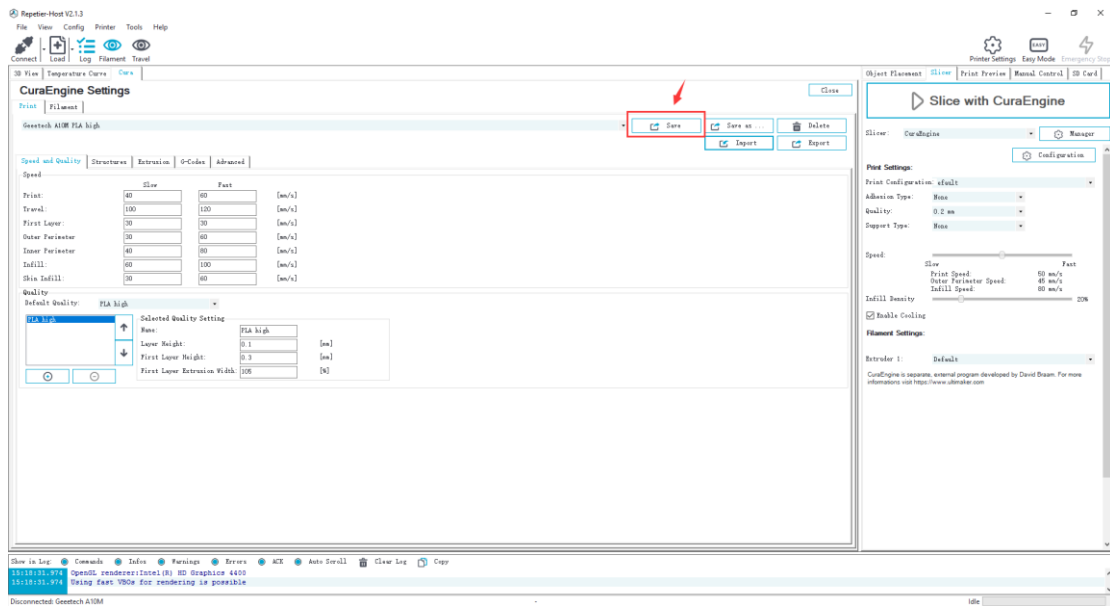 Repetier-Host V2.1.3
File View Config Printer Tools Help
Connect Load Log Filament Travel Printer Settings Easy Mode Emergency Stop
EASY
3D View Temperature Curve Cura
Object Placement Slicer Print Preview Manual Control SD Card
CuraEngine Settings
Close
Print Filament
Geeetech A10M PLA high
Save Save as ... Delete
Import Export
Speed and Quality Structures Extrusion G-Codes Advanced
Speed
Slow Fast
Print: 40 60 [mm/s]
Travel: 100 120 [mm/s]
First Layer: 30 30 [mm/s]
Outer Perimeter 30 60 [mm/s]
Inner Perimeter 40 80 [mm/s]
Infill: 60 100 [mm/s]
Skin Infill: 30 60 [mm/s]
Quality
Default Quality: PLA high
PLA high
Selected Quality Setting
Name: PLA high
Layer Height: 0.1 [mm]
First Layer Height: 0.3 [mm]
First Layer Extrusion Width: 105 [%]
Slice with CuraEngine
Slicer: CuraEngine Manager
Configuration
Print Settings:
Print Configuration: efault
Adhesion Type: None
Quality: 0.2 mm
Support Type: None
Speed:
Slow Fast
Print Speed: 50 mm/s
Outer Perimeter Speed: 45 mm/s
Infill Speed: 80 mm/s
Infill Density 20%
Enable Cooling
Filament Settings:
Extruder 1: Default
CuraEngine is separate, external program developed by David Braam. For more
informations visit https://www.ultimaker.com
Show in Log: Commands Infos Warnings Errors ACK Auto Scroll Clear Log Copy
15:18:31.974 OpenGL renderer:Intel(R) HD Graphics 4400
15:18:31.974 Using fast VBOs for rendering is possible
Disconnected: Geeetech A10M - Idle